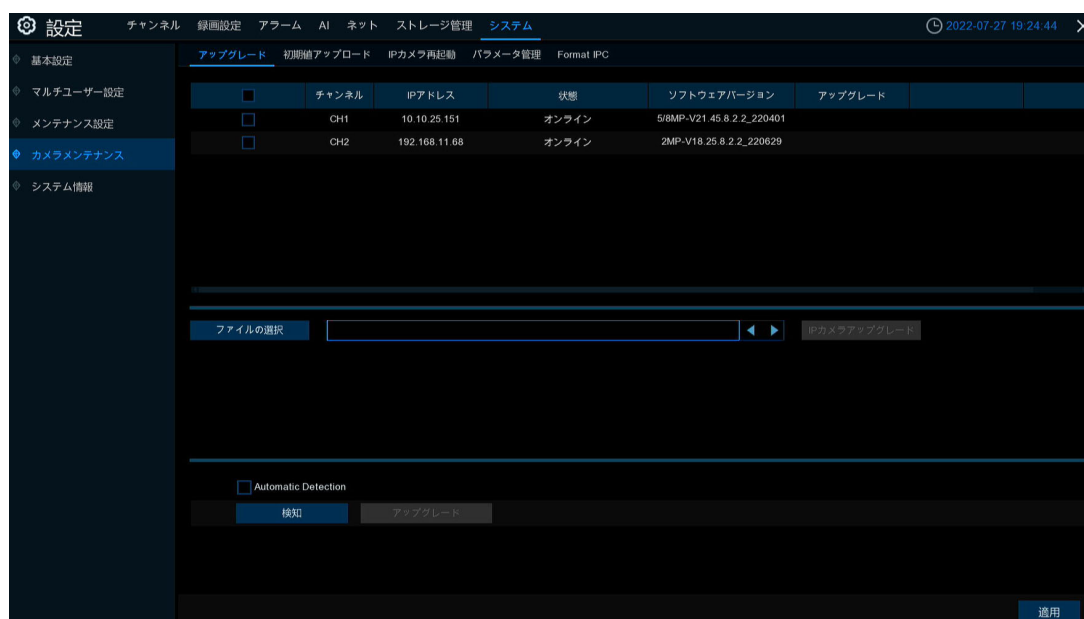 設定 チャンネル 録画設定 アラーム AI ネット ストレージ管理 システム 2022-07-27 19:24:44
基本設定
マルチユーザー設定
メンテナンス設定
カメラメンテナンス
システム情報
アップグレード 初期値アップロード IPカメラ再起動 パラメータ管理 Format IPC
チャンネル IPアドレス 状態 ソフトウェアバージョン アップグレード
CH1 10.10.25.151 オンライン 5/8MP-V21.45.8.2.2_220401
CH2 192.168.11.68 オンライン 2MP-V18.25.8.2.2_220629
ファイルの選択 IPカメラアップグレード
Automatic Detection
検知 アップグレード
適用